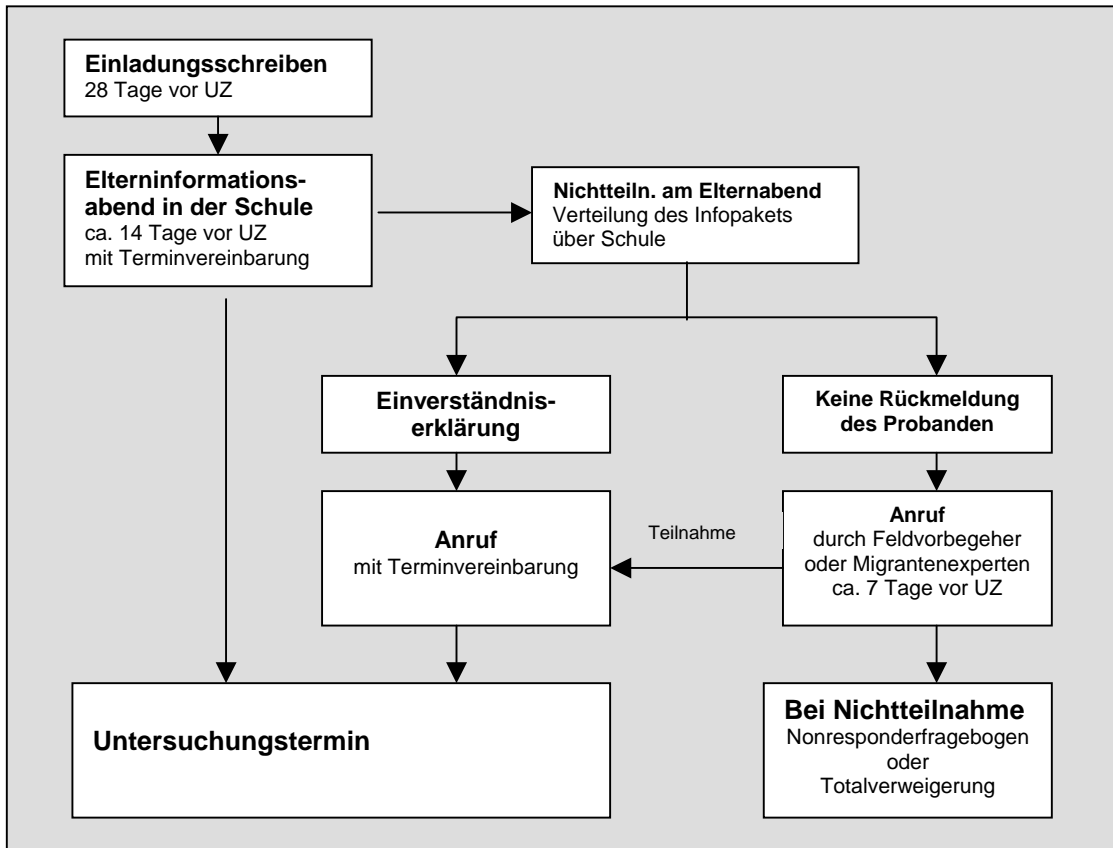 Einladungsschreiben
28 Tage vor UZ
Elterninformations-
abend in der Schule
ca. 14 Tage vor UZ
mit Terminvereinbarung
Nichtteiln. am Elternabend
Verteilung des Infopakets
über Schule
Einverständnis-
erklärung
Keine Rückmeldung
des Probanden
Anruf
mit Terminvereinbarung
Teilnahme
Anruf
durch Feldvorbegeher
oder Migrantenexperten
ca. 7 Tage vor UZ
Untersuchungstermin
Bei Nichtteilnahme
Nonresponderfragebogen
oder
Totalverweigerung